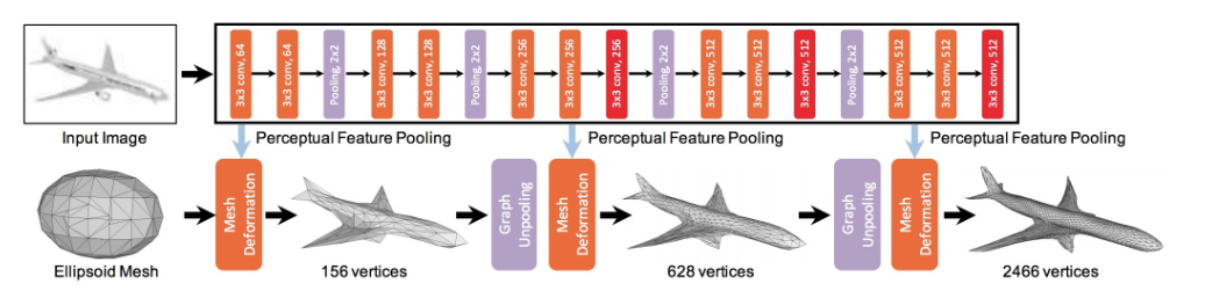 3x3 conv, 64
3x3 conv, 64
Pooling, 2x2
3x3 conv, 128
3x3 conv, 128
Pooling, 2x2
3x3 conv, 256
3x3 conv, 256
3x3 conv, 256
Pooling, 2x2
3x3 conv, 512
3x3 conv, 512
3x3 conv, 512
Pooling, 2x2
3x3 conv, 512
3x3 conv, 512
3x3 conv, 512
Input Image
Perceptual Feature Pooling
Perceptual Feature Pooling
Perceptual Feature Pooling
Mesh
Deformation
Graph
Unpooling
Mesh
Deformation
Graph
Unpooling
Mesh
Deformation
Ellipsoid Mesh
156 vertices
628 vertices
2466 vertices